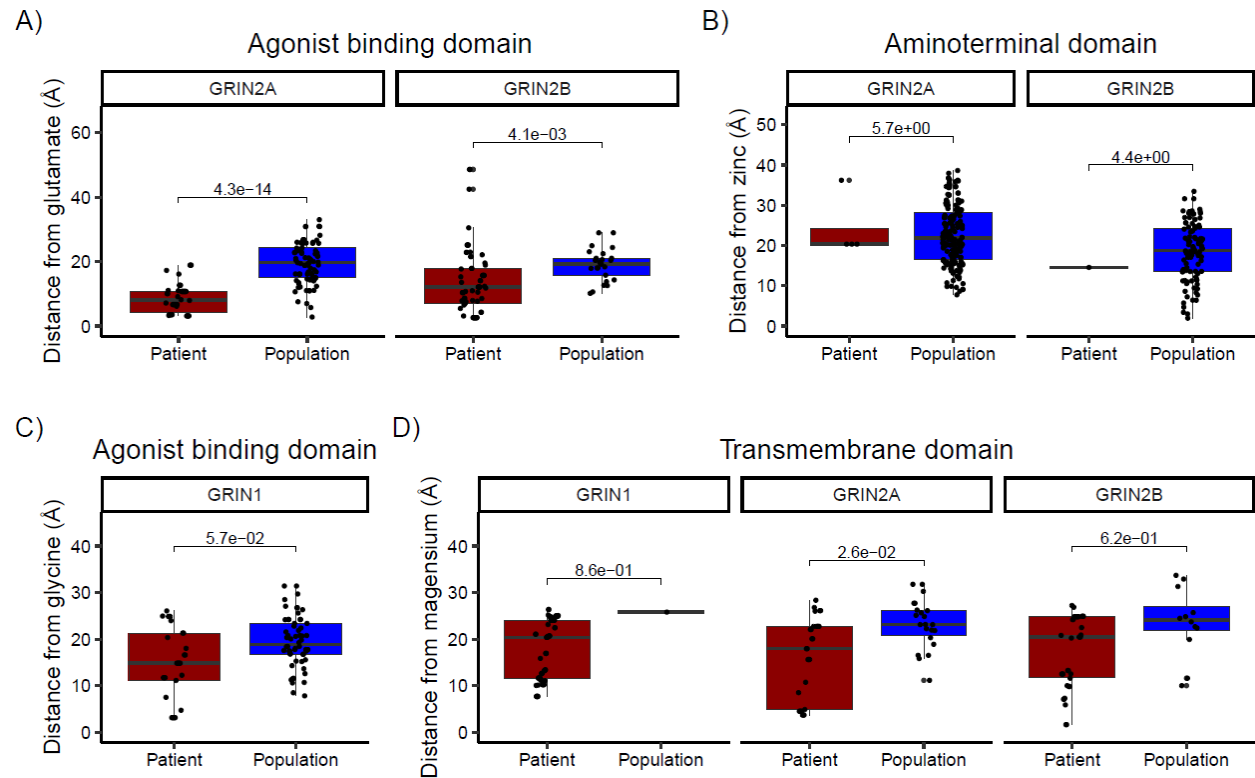 A)
Agonist binding domain
GRIN2A
GRIN2B
Distance from glutamate (Å)
60
40
20
0
4.3e−14
4.1e−03
Patient
Population
Patient
Population
B)
Aminoterminal domain
GRIN2A
GRIN2B
Distance from zinc (Å)
50
40
30
20
10
0
5.7e+00
4.4e+00
Patient
Population
Patient
Population
C)
Agonist binding domain
GRIN1
Distance from glycine (Å)
40
30
20
10
0
5.7e−02
Patient
Population
D)
Transmembrane domain
GRIN1
GRIN2A
GRIN2B
Distance from magensium (Å)
40
30
20
10
0
8.6e−01
2.6e−02
6.2e−01
Patient
Population
Patient
Population
Patient
Population